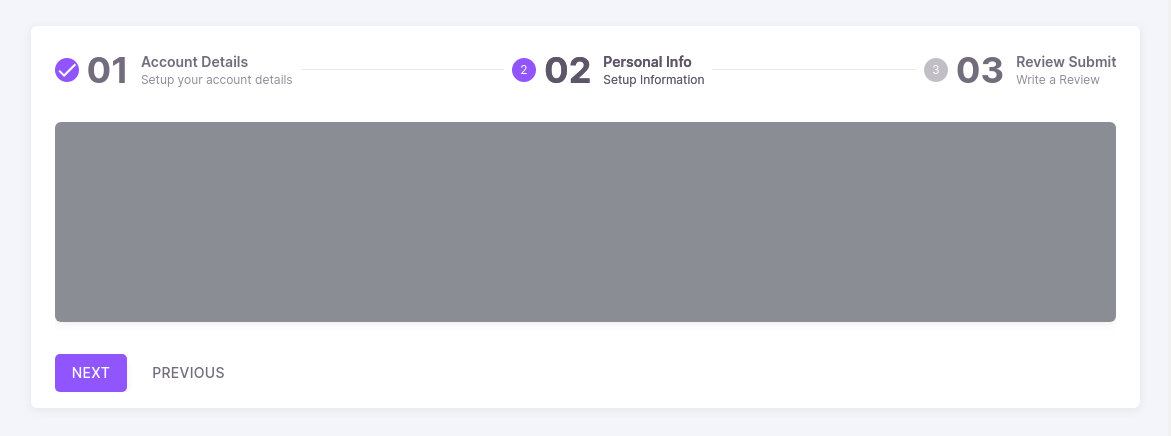 01 Account Details
Setup your account details
2 02 Personal Info
Setup Information
3 03 Review Submit
Write a Review
NEXT PREVIOUS